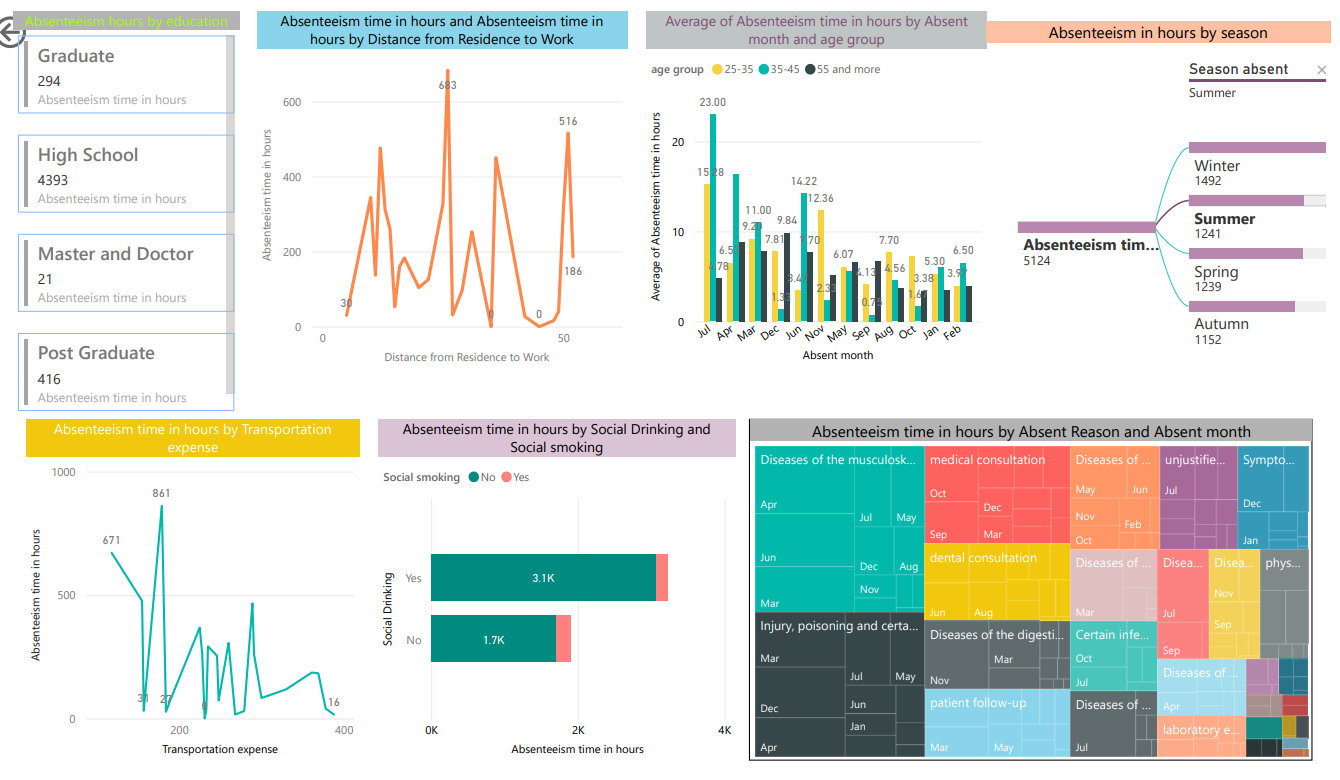 Absenteeism time in hours by education
Graduate
294
Absenteeism time in hours
High School
4393
Absenteeism time in hours
Master and Doctor
21
Absenteeism time in hours
Post Graduate
416
Absenteeism time in hours
Absenteeism time in hours and Absenteeism time in
hours by Distance from Residence to Work
Absenteeism time in hours
600
400
200
0
683
516
186
30
0
0
0
50
Distance from Residence to Work
Average of Absenteeism time in hours by Absent
month and age group
age group 25-35 35-45 55 and more
Average of Absenteeism time in hours
20
10
0
23.00
15.28
4.78
9.20
11.00
7.81
9.84
14.22
7.70
12.36
6.07
4.13
7.70
4.56
3.38
5.30
3.97
6.50
Jul Apr Mar Dec Jun Nov May Sep Aug Oct Jan Feb
Absent month
Absenteeism in hours by season
Season absent
Summer
Absenteeism tim...
5124
Winter
1492
Summer
1241
Spring
1239
Autumn
1152
Absenteeism time in hours by Transportation
expense
Absenteeism time in hours
1000
500
0
671
861
31
27
16
200
400
Transportation expense
Absenteeism time in hours by Social Drinking and
Social smoking
Social smoking No Yes
Social Drinking
Yes
3.1K
No
1.7K
0K 2K 4K
Absenteeism time in hours
Absenteeism time in hours by Absent Reason and Absent month
Diseases of the musculosk...
Apr
Jul May
Jun
Dec Aug
Nov
Mar
Injury, poisoning and certa...
Mar
Jul May
Dec
Jun
Jan
Apr
medical consultation
Oct
Dec
Sep Mar
dental consultation
Jun Aug
Diseases of the digesti...
Mar
Nov
patient follow-up
Mar May
Diseases of ...
May Jun
Nov
Feb
Oct
Diseases of ...
Mar
Certain infe...
Oct
Jul
Diseases of ...
Jul
unjustifie...
Jul
Sympto...
Dec
Jan
Disea...
Jul
Sep
Disea...
Nov
Sep
phys...
Diseases of ...
Apr
laboratory e...